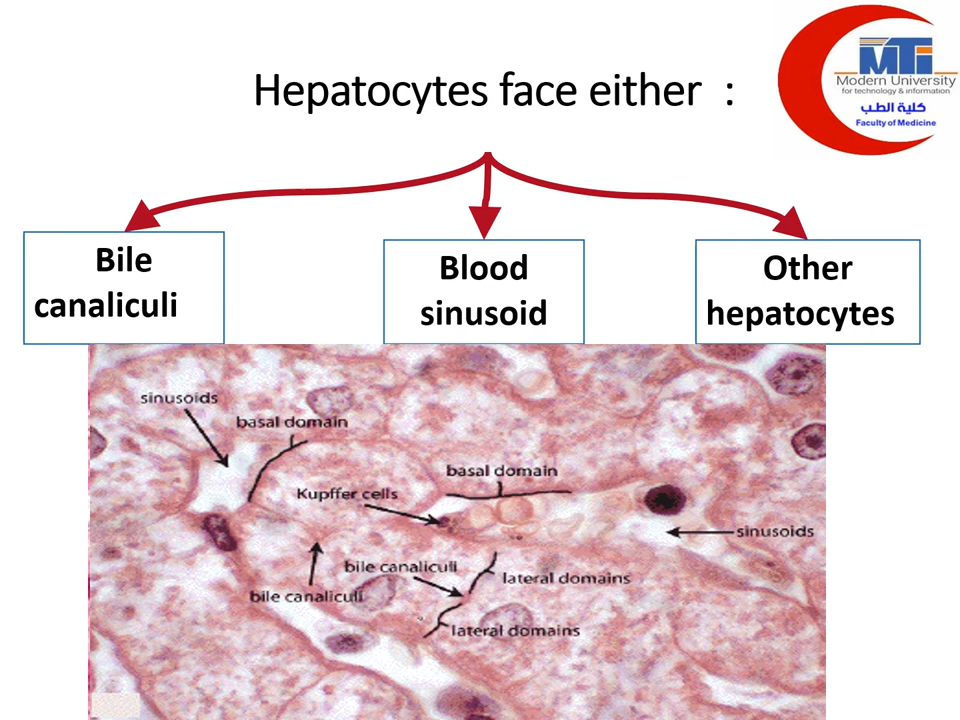 Hepatocytes face either :
MTi
Modern University
for technology & information
كلية الطب
Faculty of Medicine
Bile
canaliculi
Blood
sinusoid
Other
hepatocytes
sinusoids
basal domain
basal domain
Kupffer cells
sinusoids
bile canaliculi
lateral domains
bile canaliculi
lateral domains